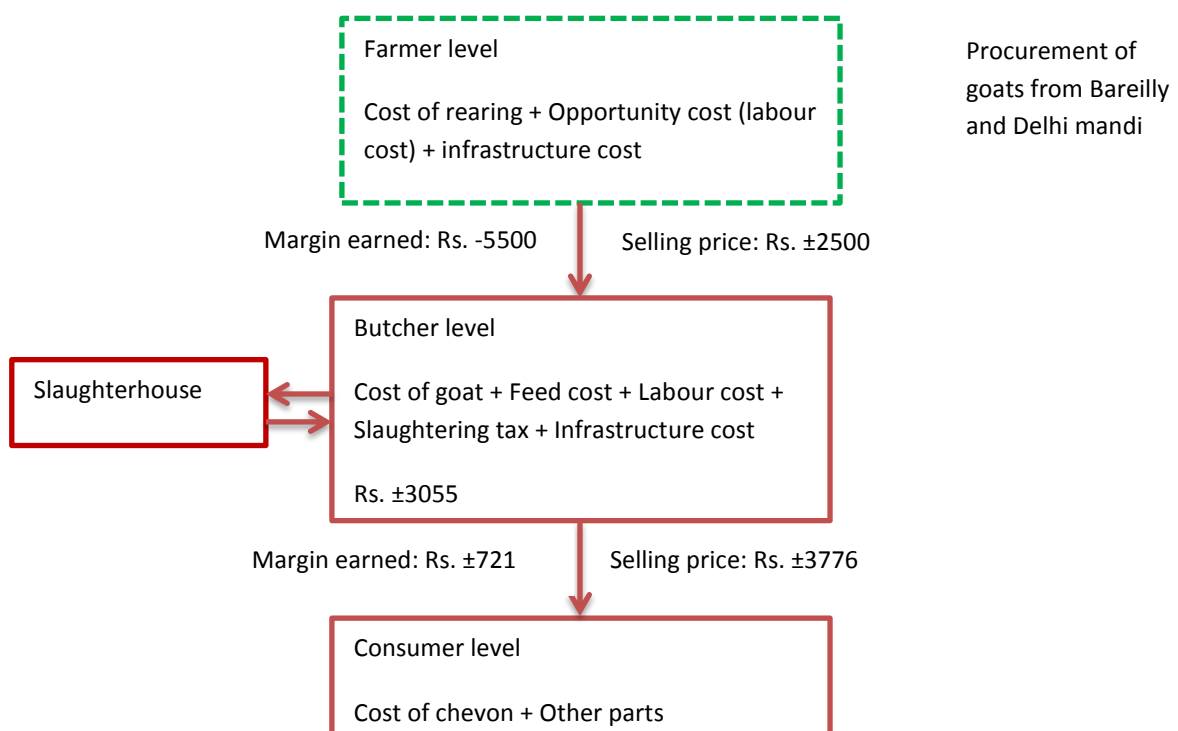 Farmer level
Cost of rearing + Opportunity cost (labour
cost) + infrastructure cost
Procurement of
goats from Bareilly
and Delhi mandi
Margin earned: Rs. -5500
Selling price: Rs. ±2500
Butcher level
Cost of goat + Feed cost + Labour cost +
Slaughtering tax + Infrastructure cost
Rs. ±3055
Slaughterhouse
Margin earned: Rs. ±721
Selling price: Rs. ±3776
Consumer level
Cost of chevon + Other parts